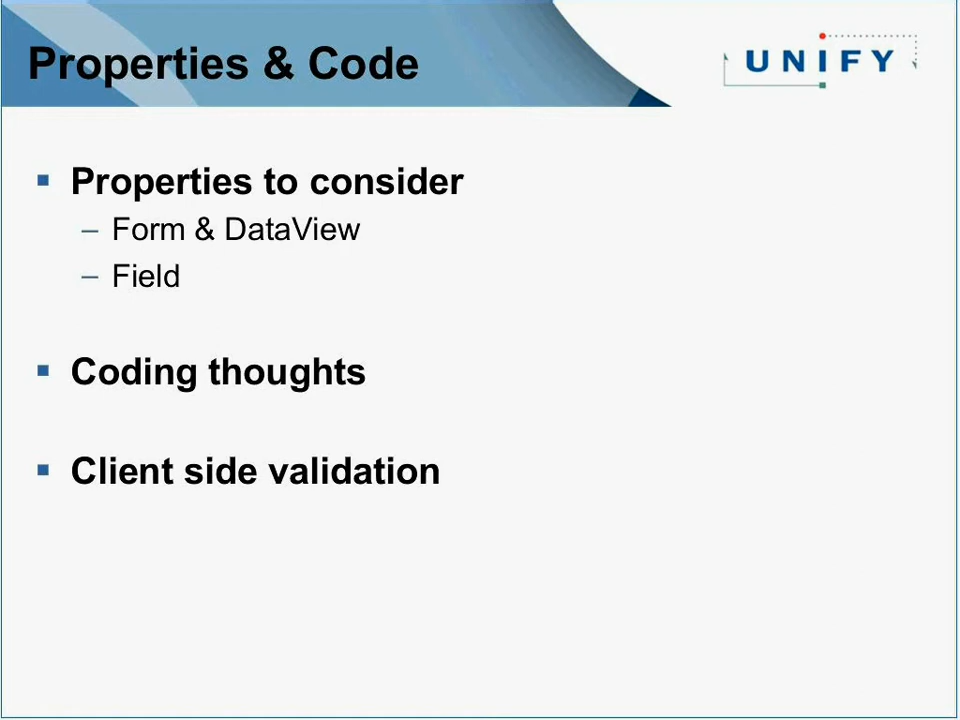 Properties & Code
UNIFY
▪ Properties to consider
– Form & DataView
– Field
▪ Coding thoughts
▪ Client side validation